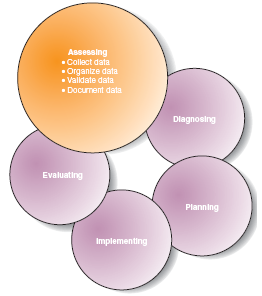 Assessing
• Collect data
• Organize data
• Validate data
• Document data
Diagnosing
Planning
Implementing
Evaluating